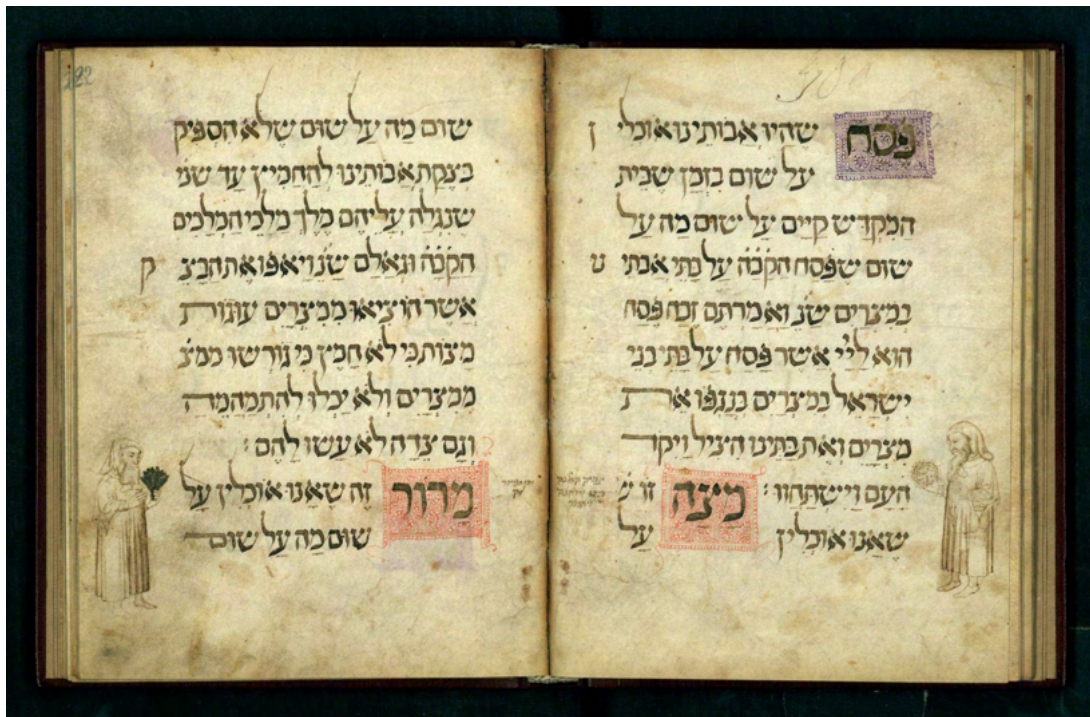 פסח שהיו אבותינו אוכלי
על שום בזמן שבית
המקדש קיים על שום מה על
שום שפסח הקבה על בתי אבתי
במצרים שנ ואמרתם זבח פסח
הוא ליי אשר פסח על בתי בני
ישראל במצרים בנגפו את
מצרים ואת בתינו הציל ויקד
העם וישתחוו : מצה זו ש
שאנו אוכלין על
שום מה על שום שלא הספיק
בצקת אבותינו להחמיץ עד שנ
שנגלה עליהם מלך מלכי המלכים
הקבה וגאלם שנ ויאפו את הבצ ק
אשר הוציאו ממצרים עוגות
מצות כי לא חמץ כי גורשו ממצ
ממצרים ולא יכלו להתמהמה
וגם צדה לא עשו להם :
מרור זה שאנו אוכלין על
שום מה על שום